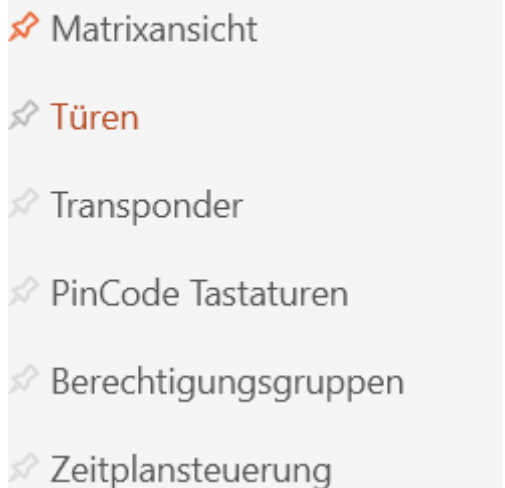 Matrixansicht
Türen
Transponder
PinCode Tastaturen
Berechtigungsgruppen
Zeitplansteuerung